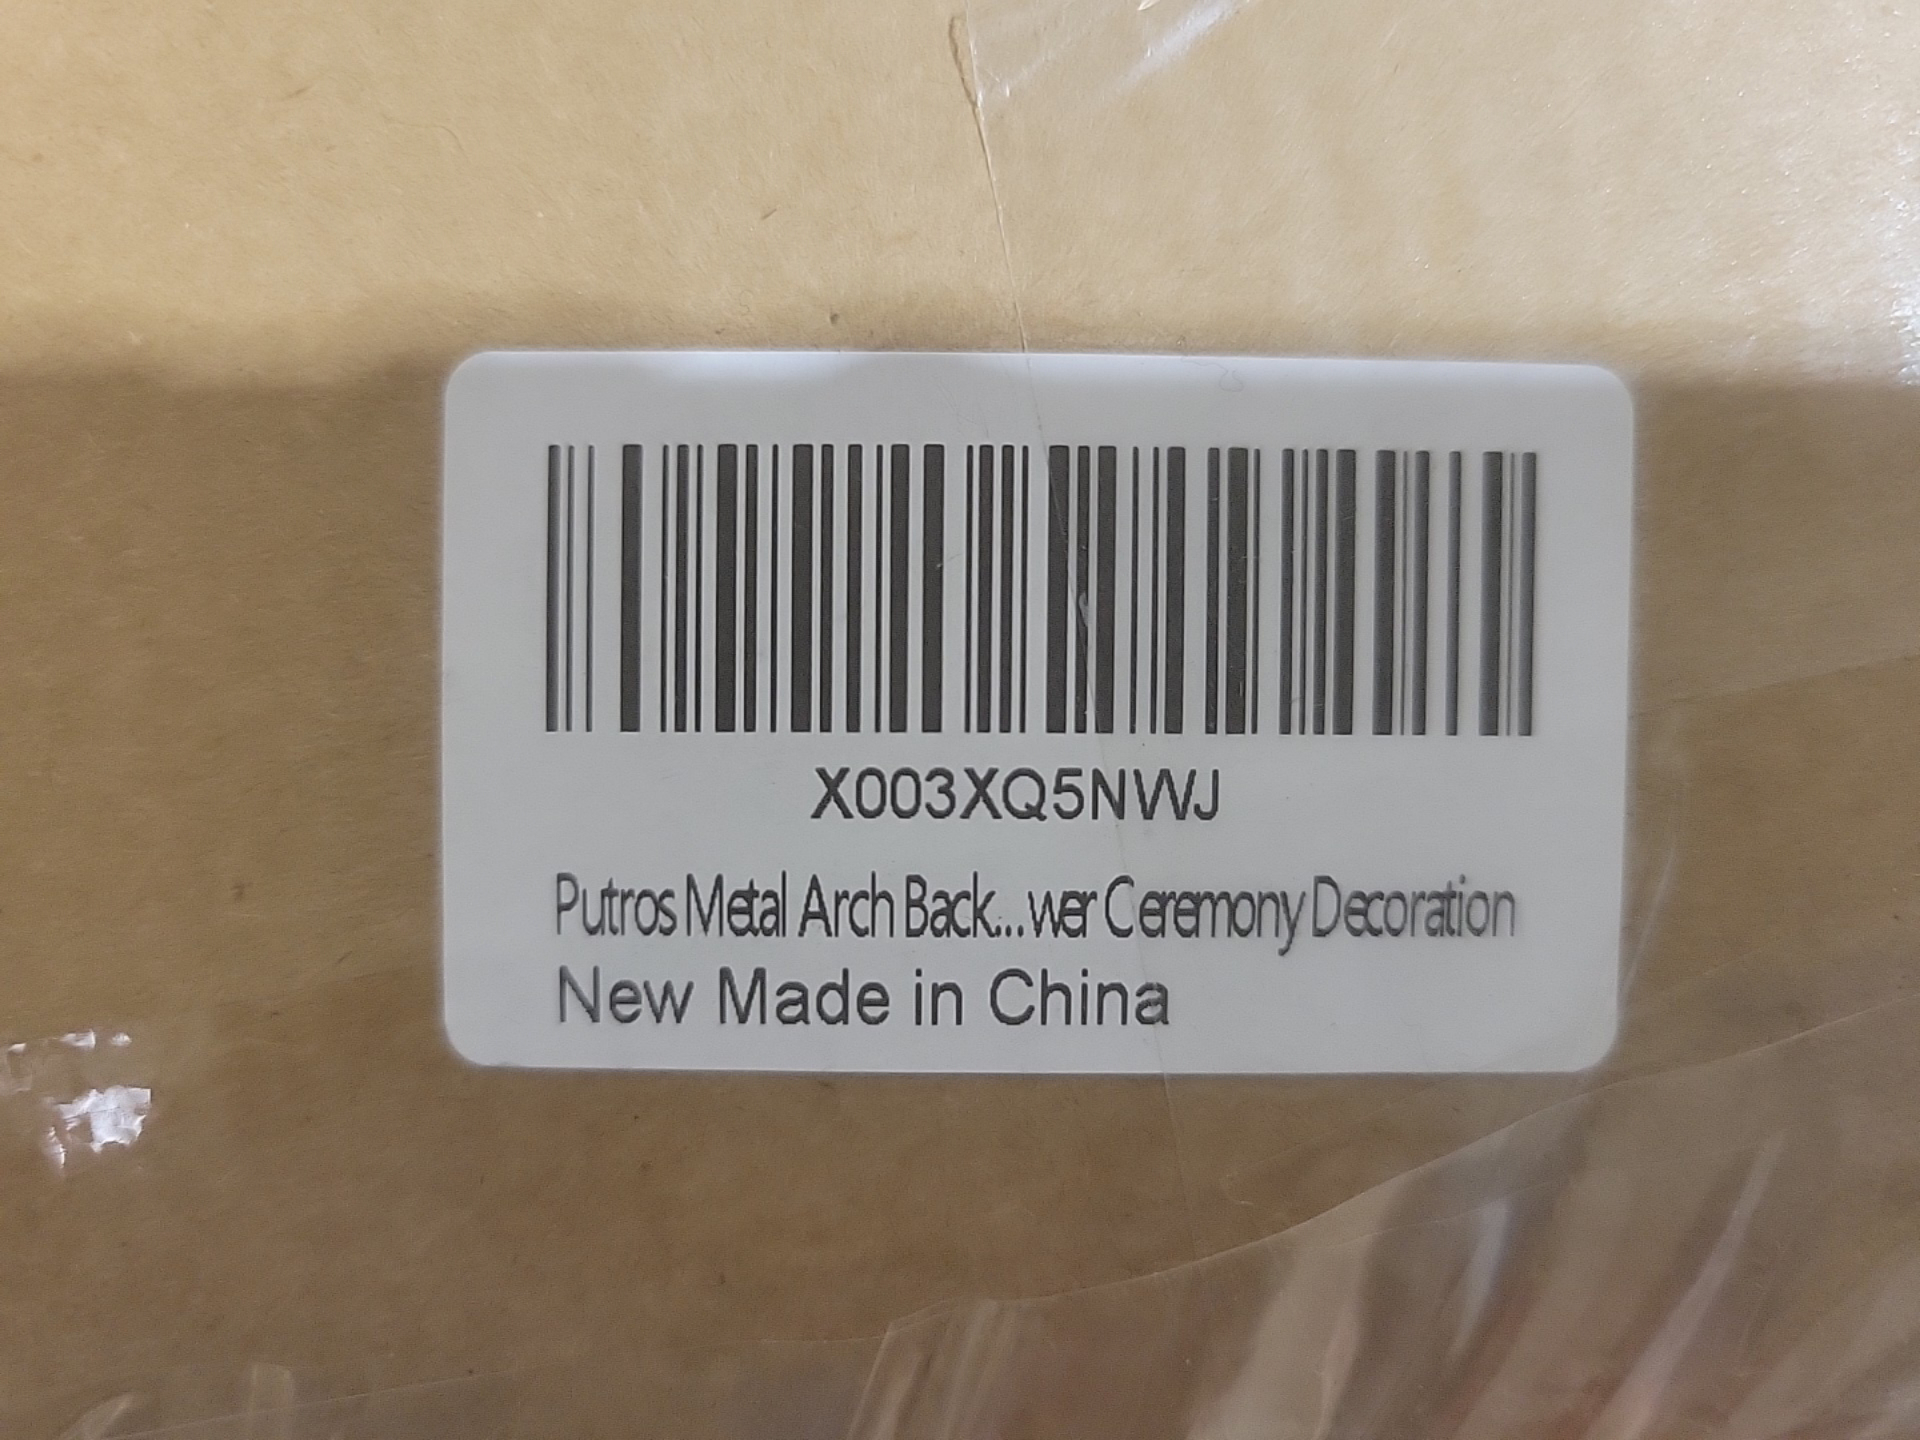 X003XQ5NWJ
Putros Metal Arch Back...wer Ceremony Decoration
New Made in China